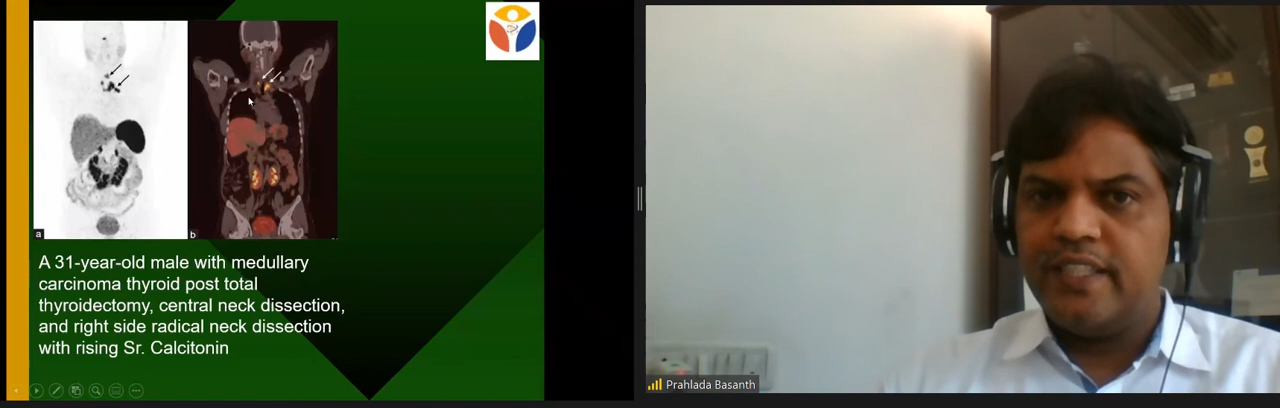 a
b
A 31-year-old male with medullary
carcinoma thyroid post total
thyroidectomy, central neck dissection,
and right side radical neck dissection
with rising Sr. Calcitonin
Prahlada Basanth